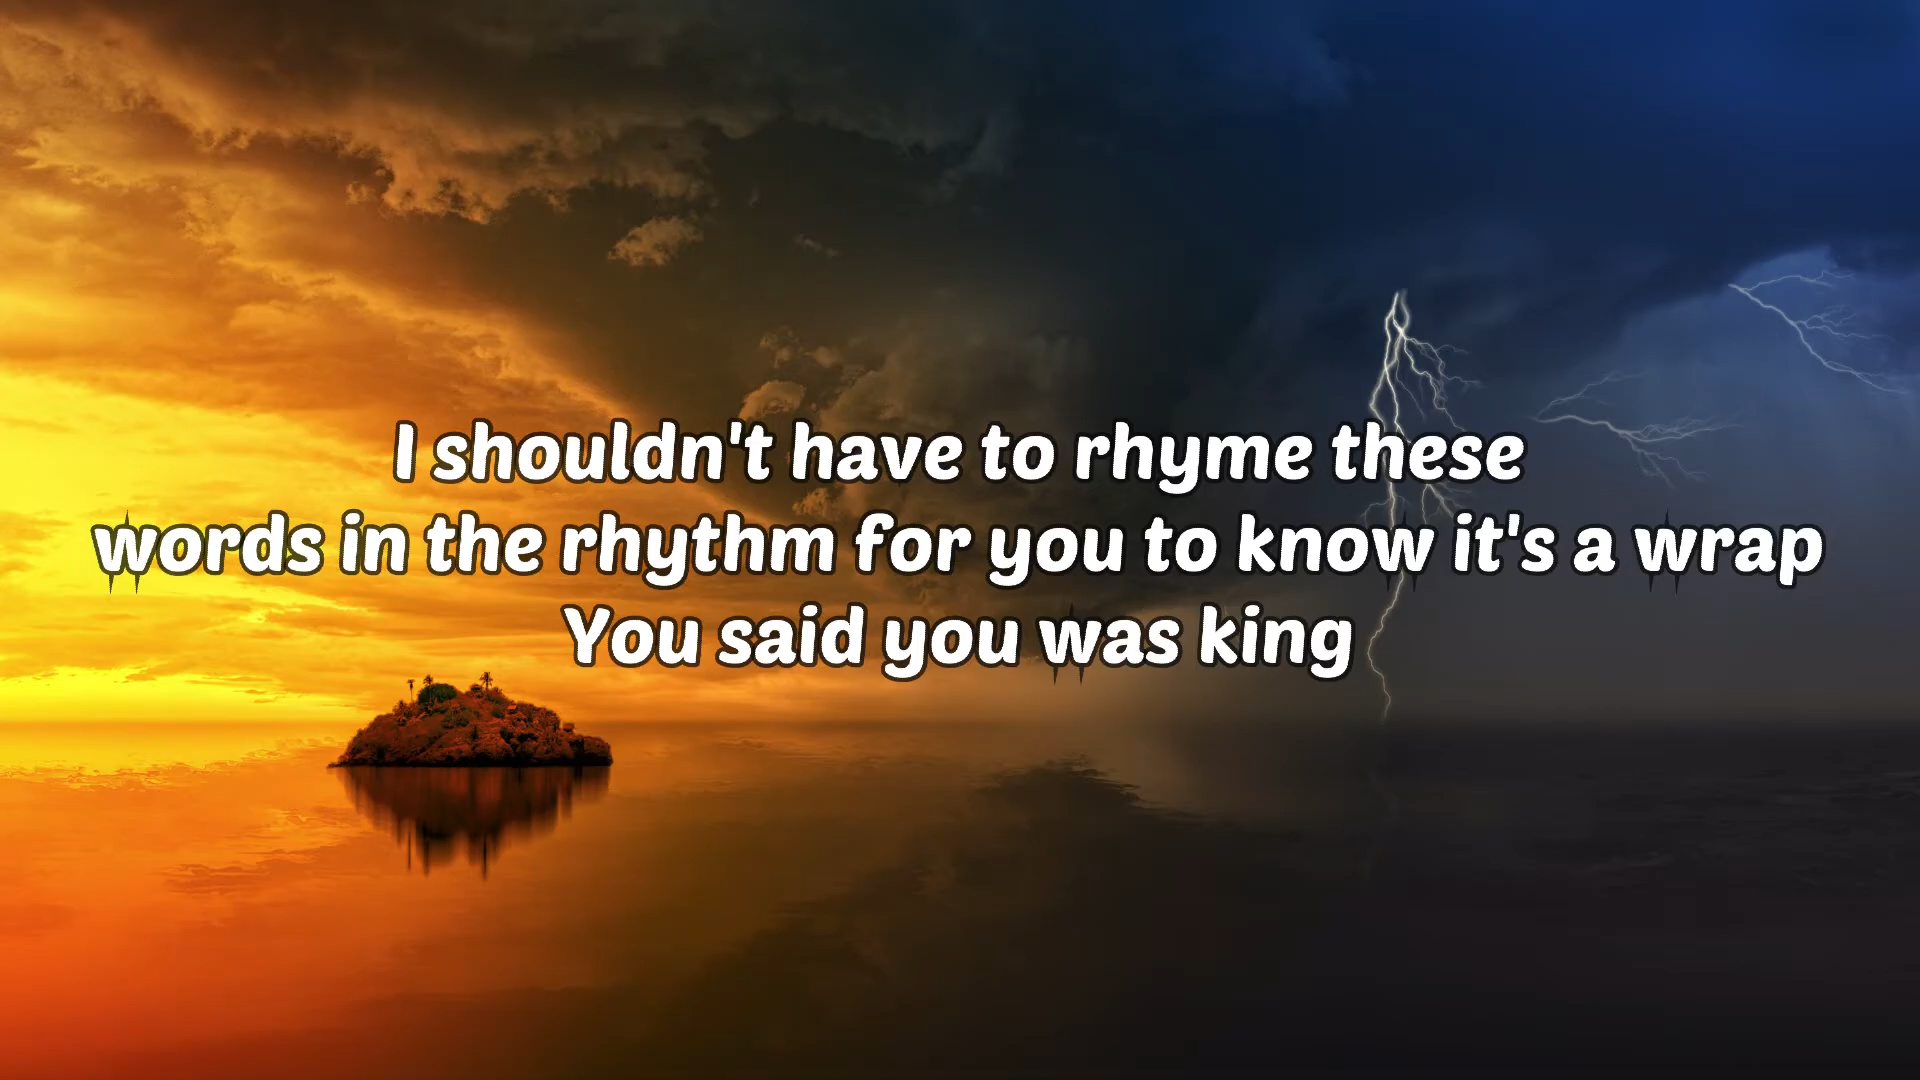 I shouldn't have to rhyme these
words in the rhythm for you to know it's a wrap
You said you was king